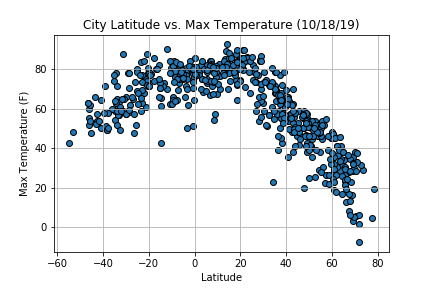 City Latitude vs. Max Temperature (10/18/19)
80
60
40
20
0
Max Temperature (F)
−60 −40 −20 0 20 40 60 80
Latitude